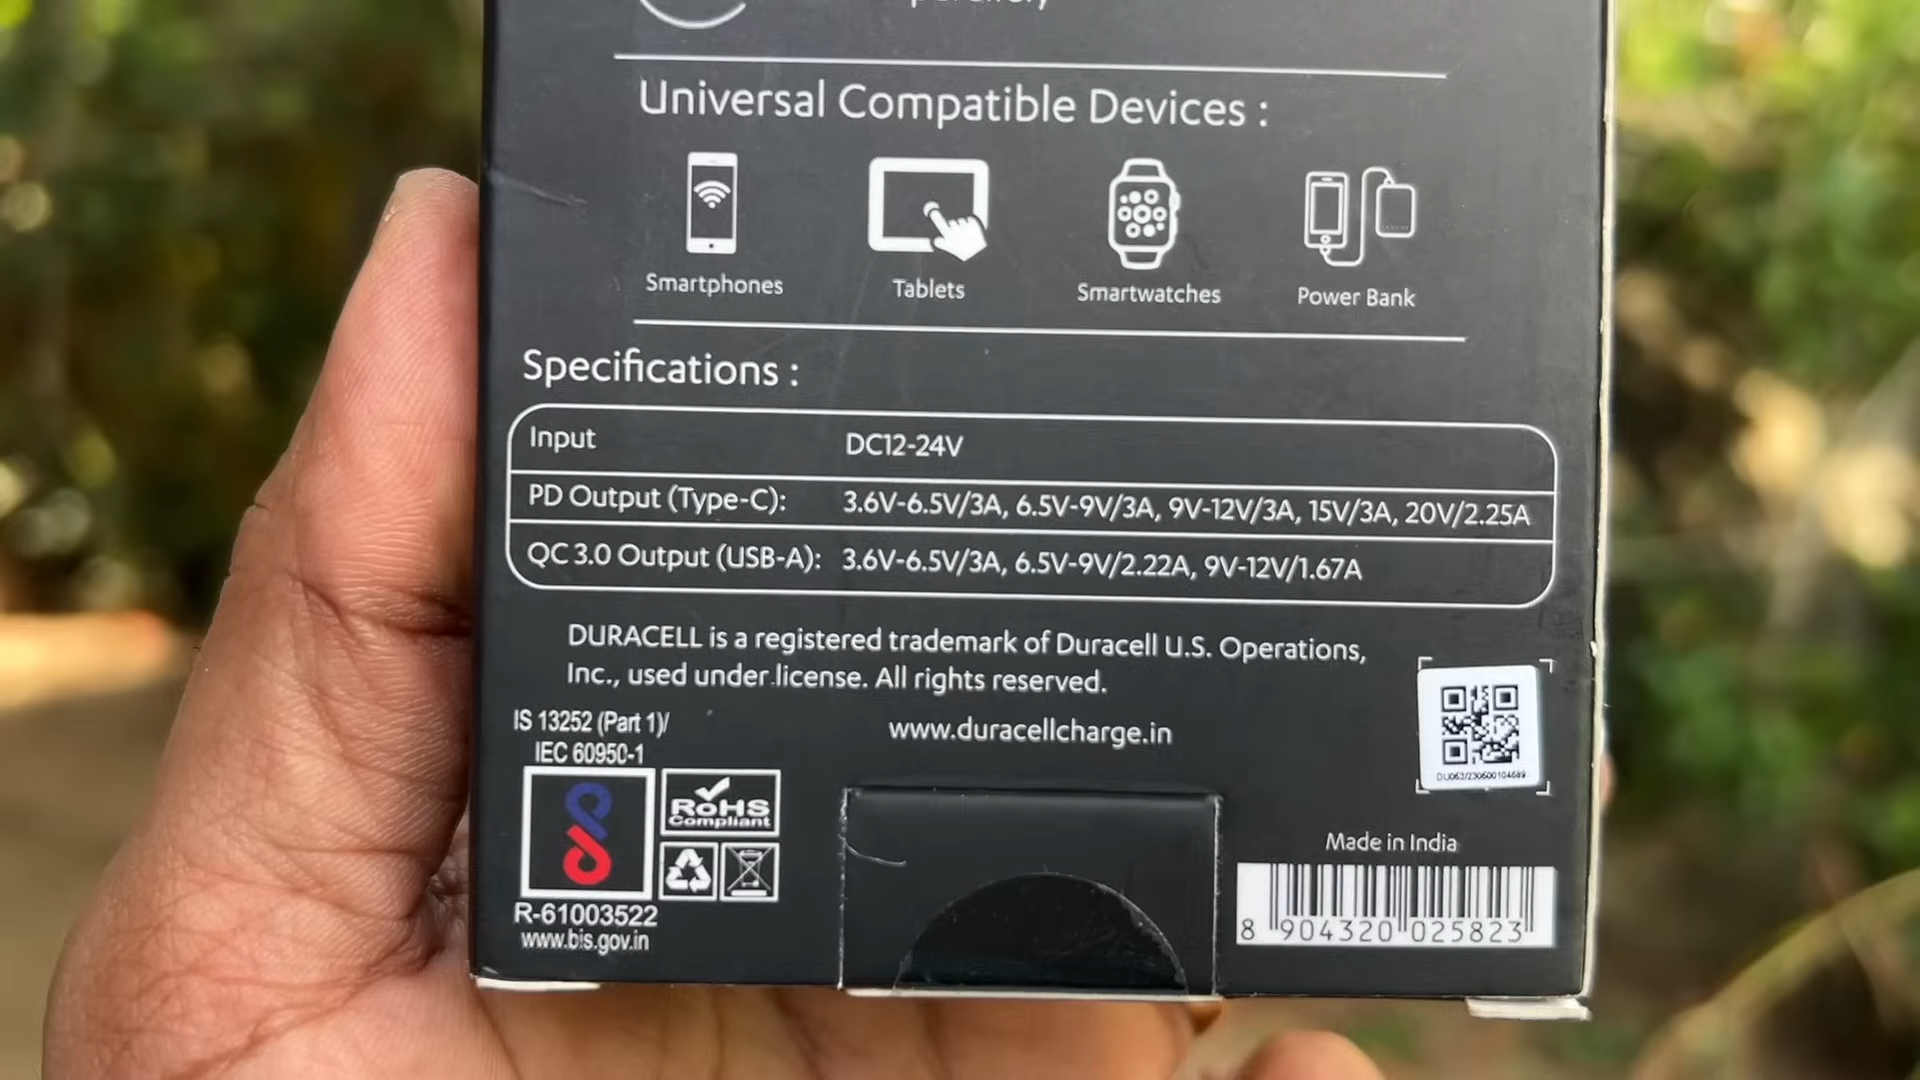 Universal Compatible Devices :
Smartphones
Tablets
Smartwatches
Power Bank
Specifications :
Input DC12-24V
PD Output (Type-C): 3.6V-6.5V/3A, 6.5V-9V/3A, 9V-12V/3A, 15V/3A, 20V/2.25A
QC 3.0 Output (USB-A): 3.6V-6.5V/3A, 6.5V-9V/2.22A, 9V-12V/1.67A
DURACELL is a registered trademark of Duracell U.S. Operations,
Inc., used under license. All rights reserved.
www.duracellcharge.in
IS 13252 (Part 1)/
IEC 60950-1
RoHS
Compliant
R-61003522
www.bis.gov.in
DU063/230600104689
Made in India
8 904320 025823